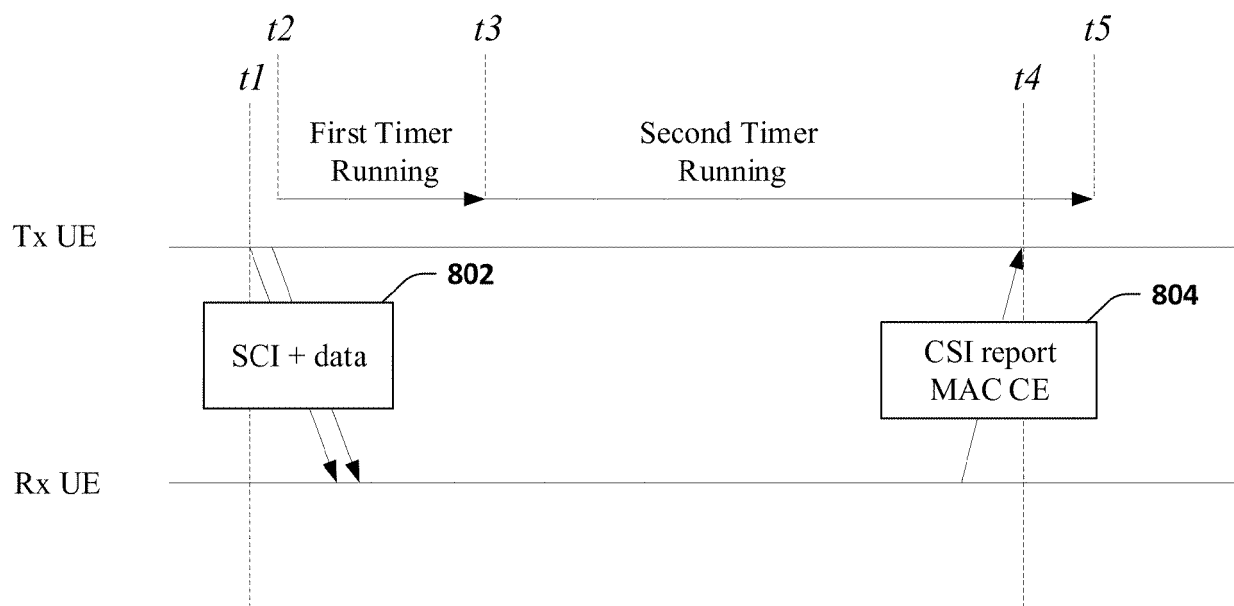 t2
t3
t5
t1
t4
First Timer
Running
Second Timer
Running
Tx UE
802
804
SCI + data
CSI report
MAC CE
Rx UE